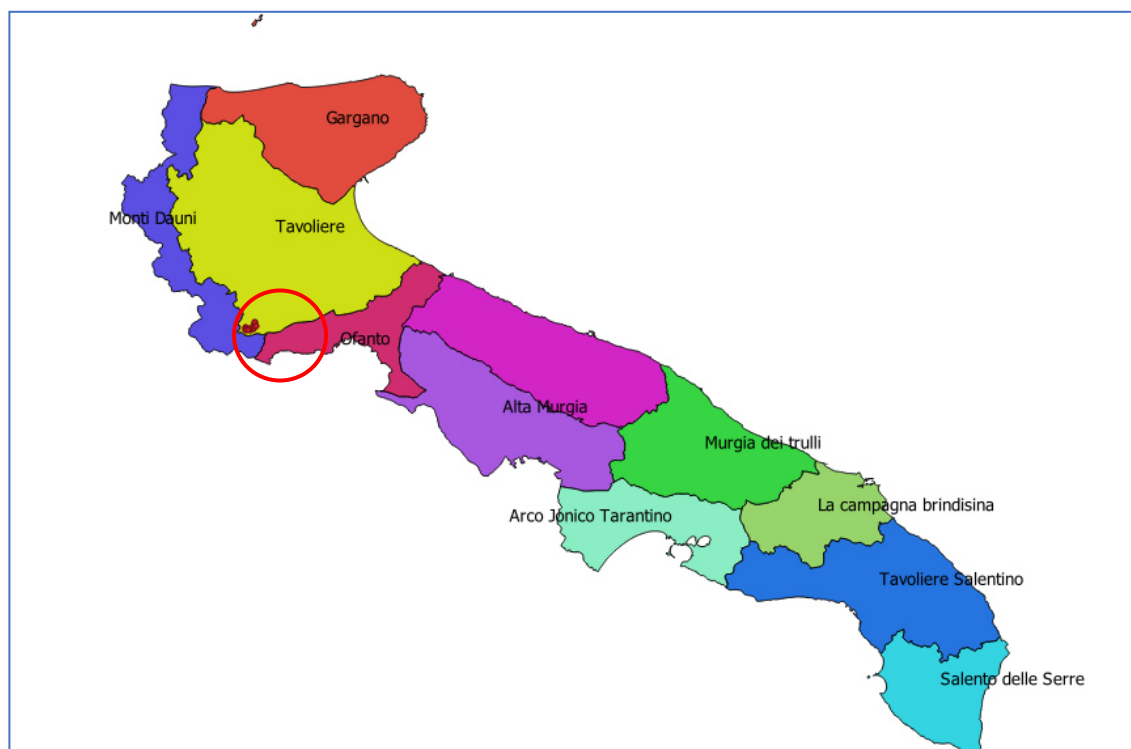 Gargano
Monti Dauni
Tavoliere
Ofanto
Alta Murgia
Murgia dei trulli
La campagna brindisina
Arco Jonico Tarantino
Tavoliere Salentino
Salento delle Serre